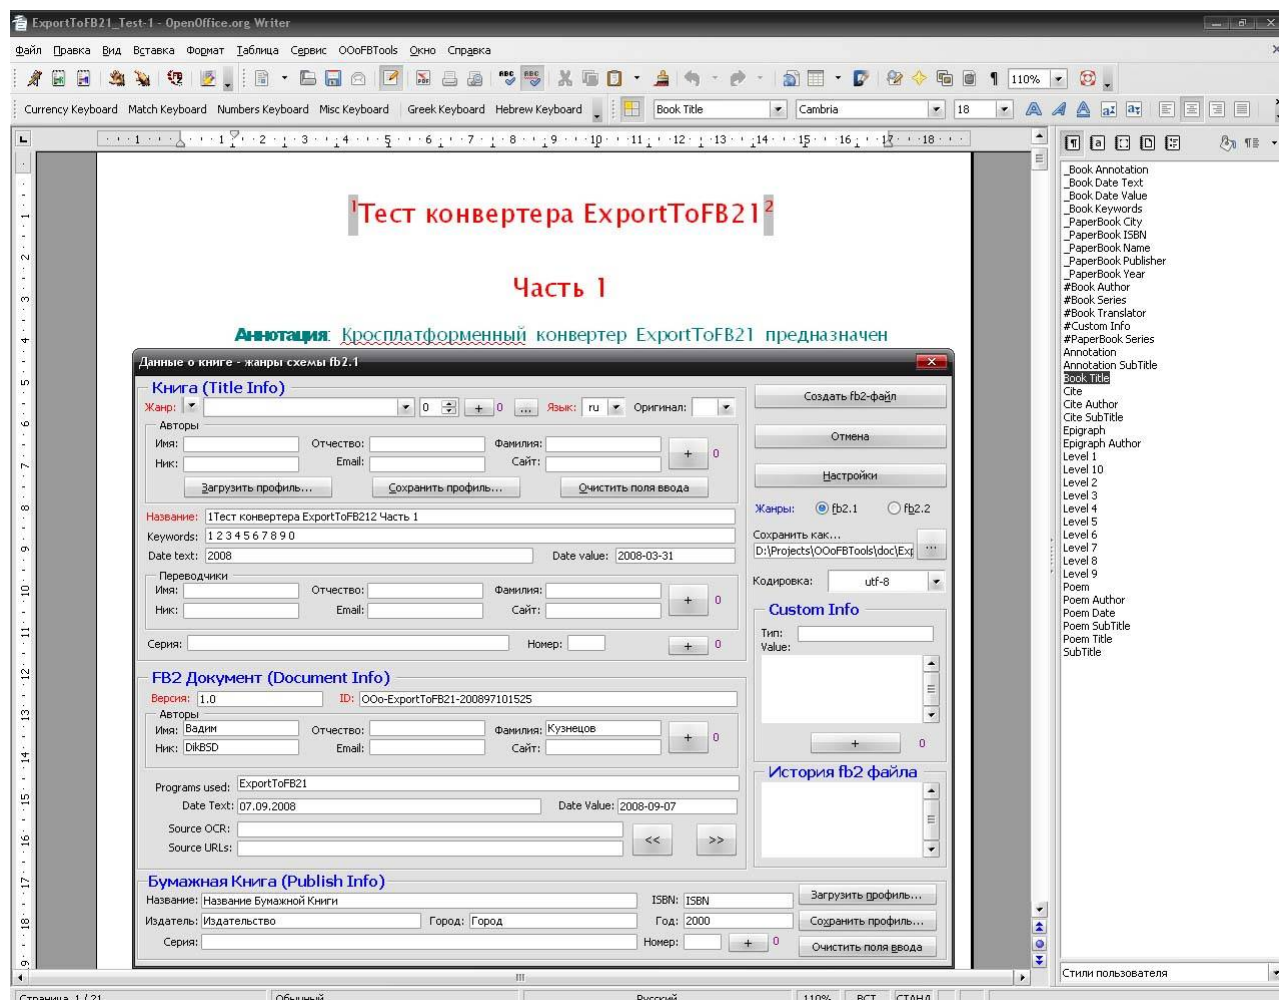 ExportToFB21_Test-1 - OpenOffice.org Writer
Файл Правка Вид Вставка Формат Таблица Сервис OOoFBTools Окно Справка
110%
Currency Keyboard Match Keyboard Numbers Keyboard Misc Keyboard Greek Keyboard Hebrew Keyboard Book Title Cambria 18
1Тест конвертера ExportToFB212
Часть 1
Аннотация: Кросплатформенный конвертер ExportToFB21 предназначен
Данные о книге - жанры схемы fb2.1
Книга (Title Info)
Жанр: 0 + 0 ... Язык: ru Оригинал:
Авторы
Имя: Отчество: Фамилия: + 0
Ник: Email: Сайт:
Загрузить профиль... Сохранить профиль... Очистить поля ввода
Название: 1Тест конвертера ExportToFB212 Часть 1
Keywords: 1 2 3 4 5 6 7 8 9 0
Date text: 2008 Date value: 2008-03-31
Переводчики
Имя: Отчество: Фамилия: + 0
Ник: Email: Сайт:
Серия: Номер: + 0
FB2 Документ (Document Info)
Версия: 1.0 ID: OOo-ExportToFB21-200897101525
Авторы
Имя: Вадим Отчество: Фамилия: Кузнецов + 0
Ник: DikBSD Email: Сайт:
Programs used: ExportToFB21
Date Text: 07.09.2008 Date Value: 2008-09-07
Source OCR: << >>
Source URLs:
Бумажная Книга (Publish Info)
Название: Название Бумажной Книги ISBN: ISBN
Издатель: Издательство Город: Город Год: 2000
Серия: Номер: + 0
Создать fb2-файл
Отмена
Настройки
Жанры: fb2.1 fb2.2
Сохранить как...
D:\Projects\OOoFBTools\doc\Exp ...
Кодировка: utf-8
Custom Info
Тип:
Value:
+ 0
История fb2 файла
Загрузить профиль...
Сохранить профиль...
Очистить поля ввода
_Book Annotation
_Book Date Text
_Book Date Value
_Book Keywords
_PaperBook City
_PaperBook ISBN
_PaperBook Name
_PaperBook Publisher
_PaperBook Year
#Book Author
#Book Series
#Book Translator
#Custom Info
#PaperBook Series
Annotation
Annotation SubTitle
Book Title
Cite
Cite Author
Cite SubTitle
Epigraph
Epigraph Author
Level 1
Level 10
Level 2
Level 3
Level 4
Level 5
Level 6
Level 7
Level 8
Level 9
Poem
Poem Author
Poem Date
Poem SubTitle
Poem Title
SubTitle
Стили пользователя
Страница 1 / 21 Обычный Русский 110% ВСТ СТАНД